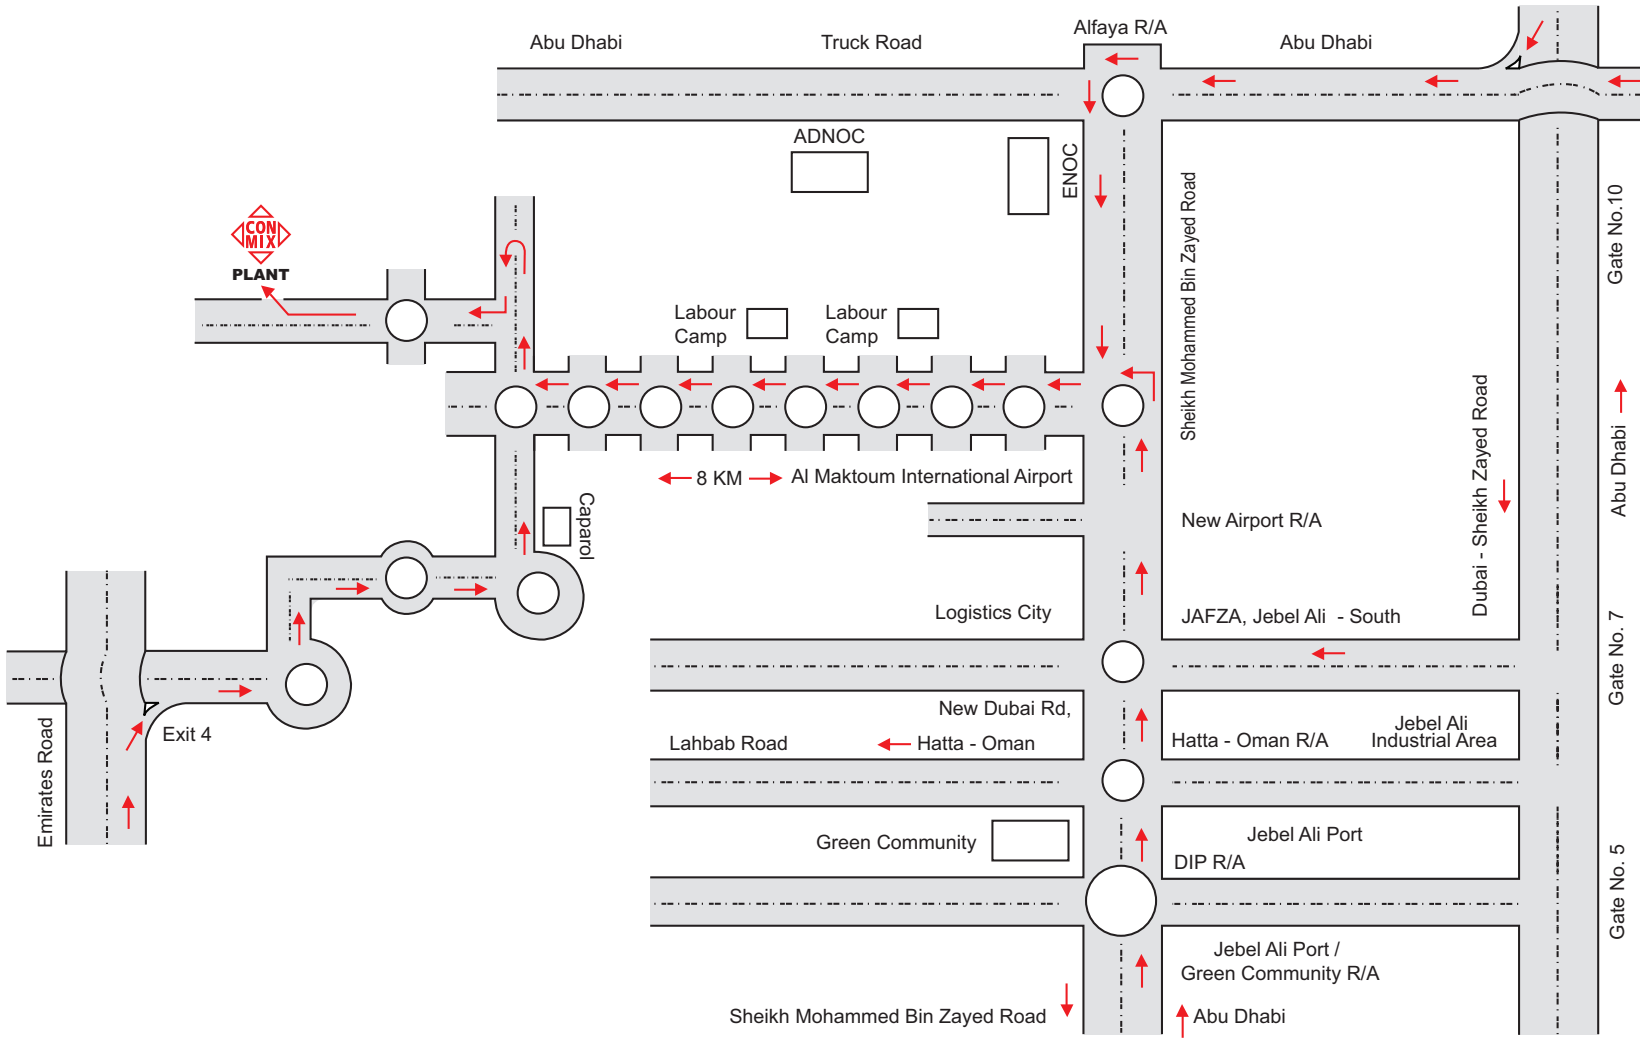 Alfaya R/A
Abu Dhabi
Truck Road
Abu Dhabi
ADNOC
ENOC
Sheikh Mohammed Bin Zayed Road
Gate No.10
CON
MIX
PLANT
Labour
Camp
Labour
Camp
Dubai - Sheikh Zayed Road
Abu Dhabi
8 KM
Al Maktoum International Airport
Caparol
New Airport R/A
Logistics City
JAFZA, Jebel Ali - South
Gate No. 7
New Dubai Rd,
Lahbab Road
Hatta - Oman
Hatta - Oman R/A
Jebel Ali
Industrial Area
Exit 4
Emirates Road
Green Community
Jebel Ali Port
DIP R/A
Gate No. 5
Jebel Ali Port /
Green Community R/A
Sheikh Mohammed Bin Zayed Road
Abu Dhabi